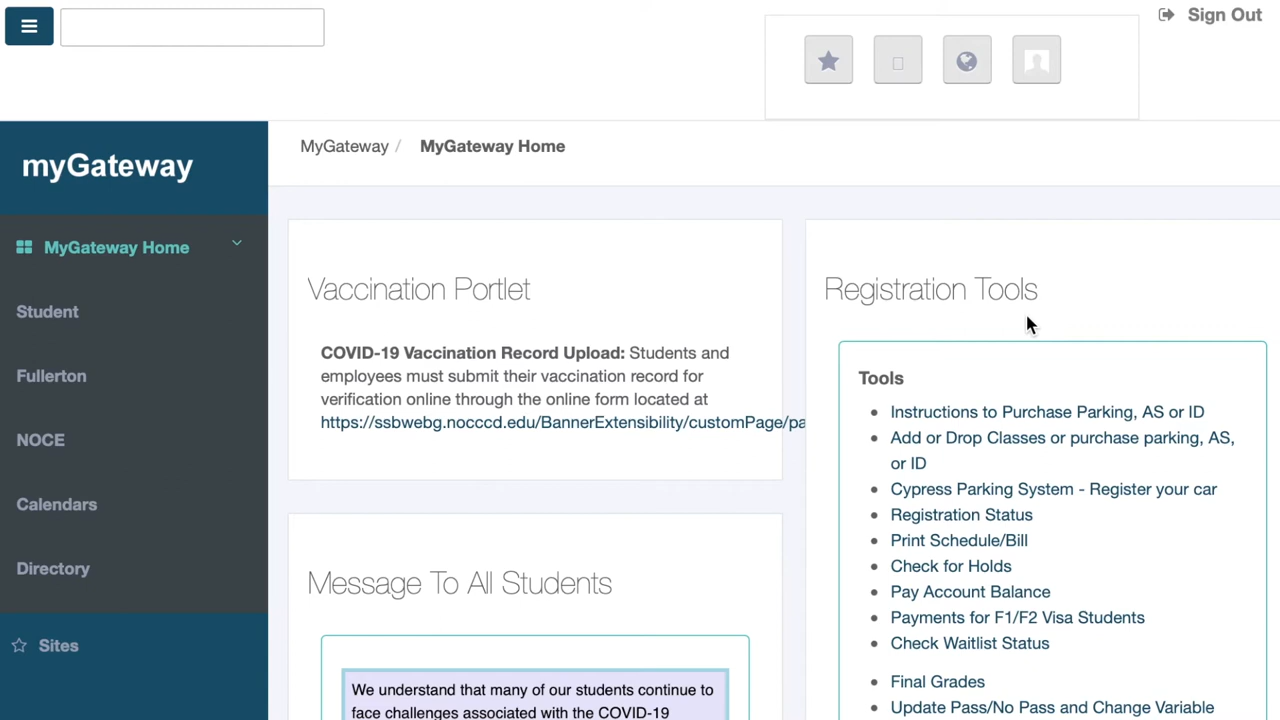 Sign Out
myGateway
MyGateway / MyGateway Home
MyGateway Home
Student
Fullerton
NOCE
Calendars
Directory
Sites
Vaccination Portlet
COVID-19 Vaccination Record Upload: Students and
employees must submit their vaccination record for
verification online through the online form located at
https://ssbwebg.nocccd.edu/BannerExtensibility/customPage/pa
Message To All Students
We understand that many of our students continue to
face challenges associated with the COVID-19
Registration Tools
Tools
Instructions to Purchase Parking, AS or ID
Add or Drop Classes or purchase parking, AS,
or ID
Cypress Parking System - Register your car
Registration Status
Print Schedule/Bill
Check for Holds
Pay Account Balance
Payments for F1/F2 Visa Students
Check Waitlist Status
Final Grades
Update Pass/No Pass and Change Variable